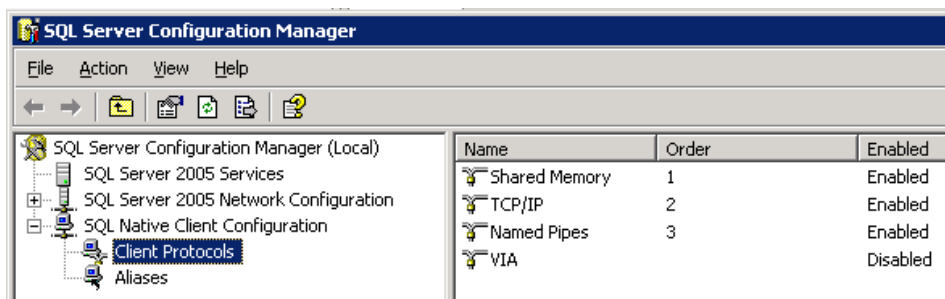 SQL Server Configuration Manager
File Action View Help
SQL Server Configuration Manager (Local)
SQL Server 2005 Services
SQL Server 2005 Network Configuration
SQL Native Client Configuration
Client Protocols
Aliases
Name Order Enabled
Shared Memory 1 Enabled
TCP/IP 2 Enabled
Named Pipes 3 Enabled
VIA Disabled